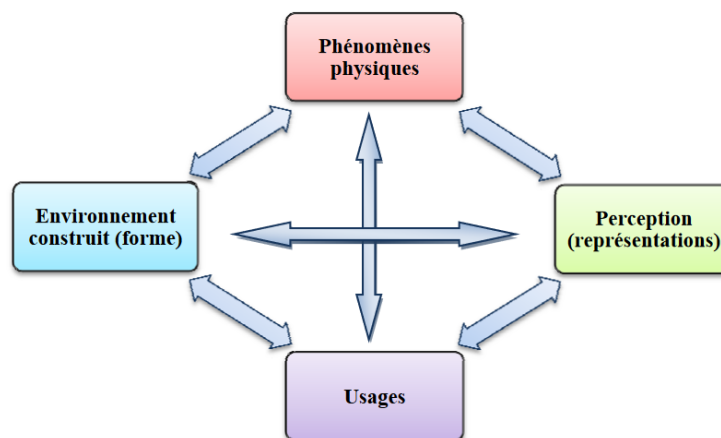 Phénomènes
physiques
Environnement
construit (forme)
Perception
(représentations)
Usages